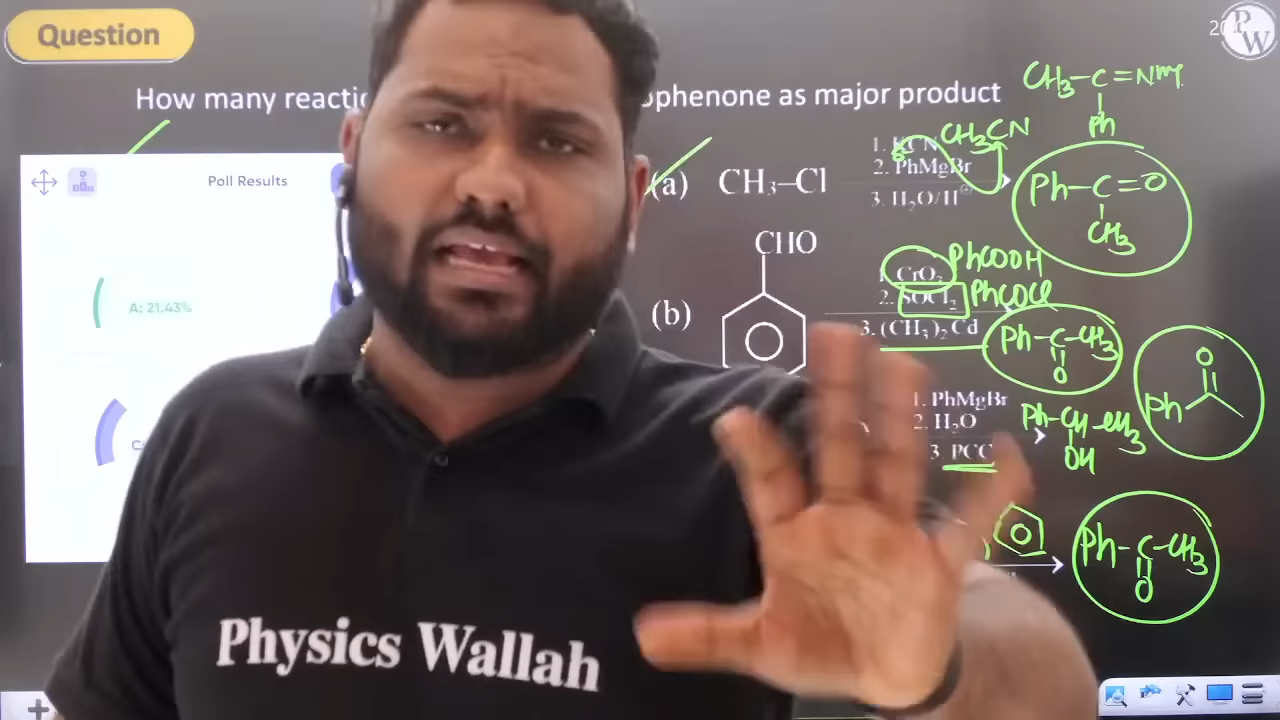 Question
PW
How many reactio ophenone as major product
CH₃–C=NMg
Ph
CH₃CN
Poll Results
(a) CH₃–Cl
1. KCN
2. PhMgBr
3. H₂O/H⊕
Ph–C=O
CH₃
A: 21.43%
CHO
(b)
1. CrO₃
2. SOCl₂
3. (CH₃)₂Cd
PhCOOH
PhCOCl
Ph–C–CH₃
O
1. PhMgBr
2. H₂O
3. PCC
Ph–CH–CH₃
OH
O
Ph
Ph–C–CH₃
O
Physics Wallah